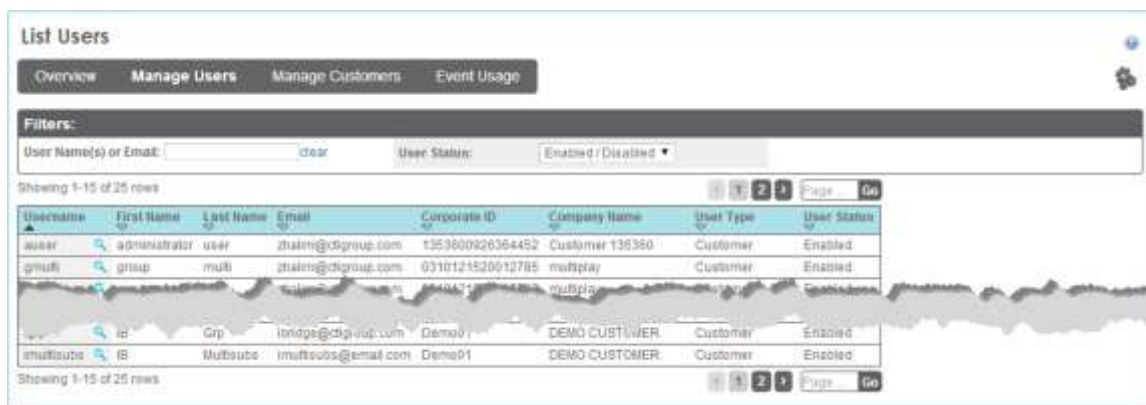 List Users
Overview Manage Users Manage Customers Event Usage
Filters:
User Name(s) or Email: clear User Status: Enabled / Disabled
Showing 1-15 of 25 rows 1 2 Page... Go
Username First Name Last Name Email Corporate ID Company Name User Type User Status
auser administrator user zhalim@ctigroup.com Customer 135360 Customer Enabled
gmulti group multi zhalim@ctigroup.com multiplay Customer Enabled
IB Grp Demo01 DEMO CUSTOMER Customer Enabled
imultisubs IB Multisubs imultisubs@email.com Demo01 DEMO CUSTOMER Customer Enabled
Showing 1-15 of 25 rows 1 2 Page... Go